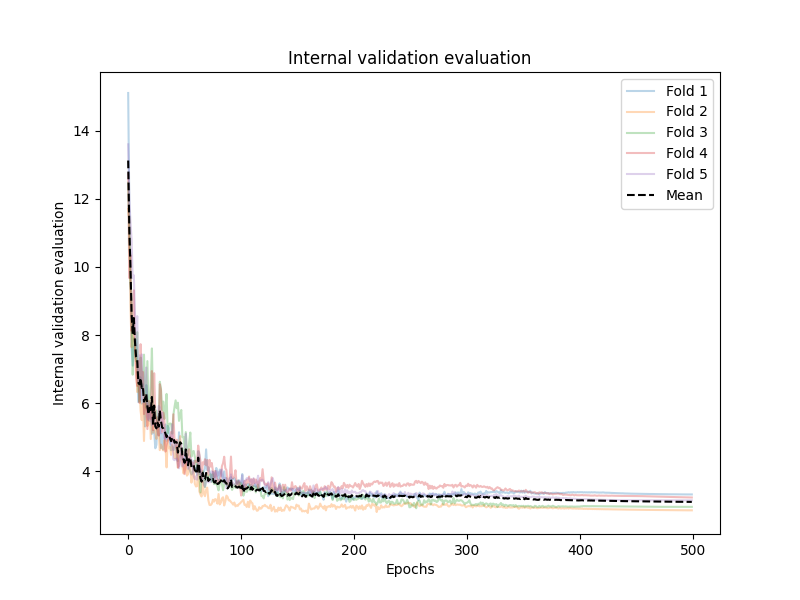 Internal validation evaluation
Internal validation evaluation
14
12
10
8
6
4
0
100
200
300
400
500
Epochs
Fold 1
Fold 2
Fold 3
Fold 4
Fold 5
Mean